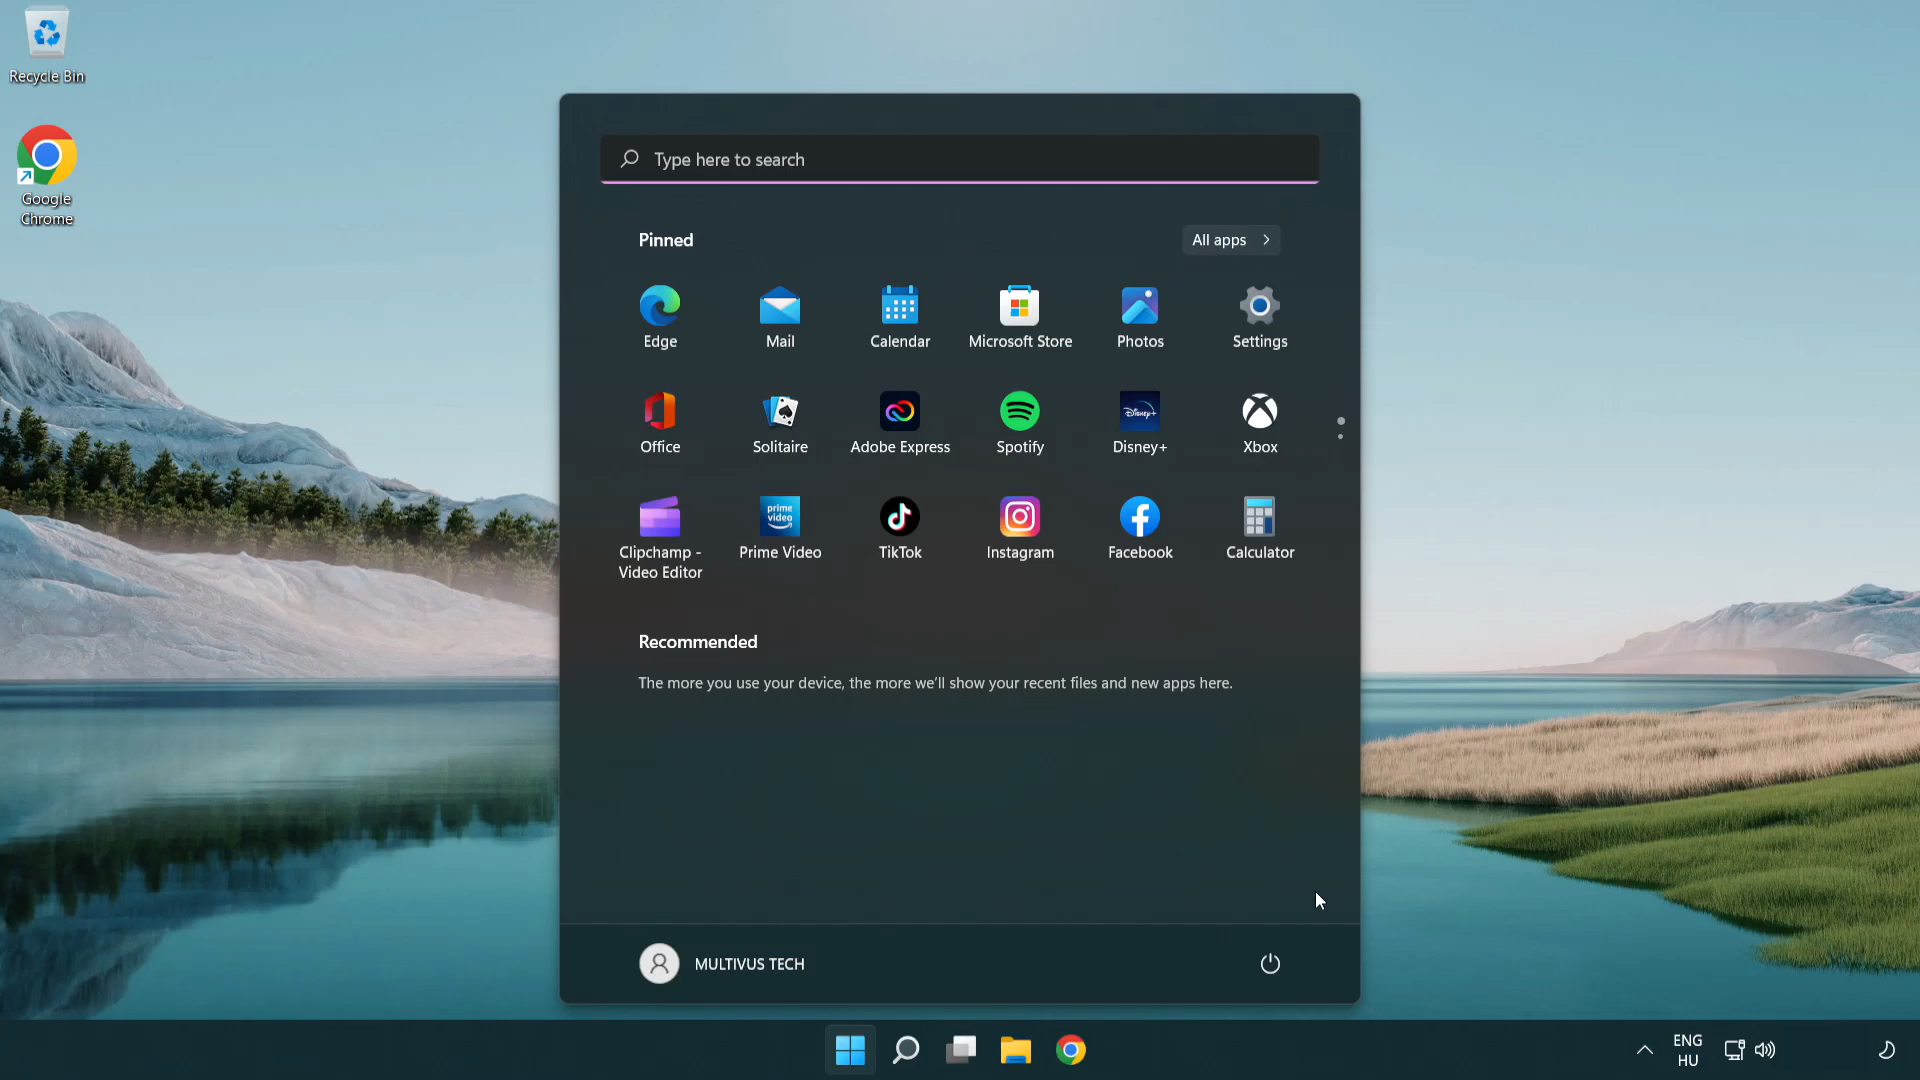 Recycle Bin
Google
Chrome
Type here to search
Pinned
All apps
Edge
Mail
Calendar
Microsoft Store
Photos
Settings
Office
Solitaire
Adobe Express
Spotify
Disney+
Disney+
Xbox
prime
video
Clipchamp -
Video Editor
Prime Video
TikTok
Instagram
Facebook
Calculator
Recommended
The more you use your device, the more we'll show your recent files and new apps here.
MULTIVUS TECH
ENG
HU